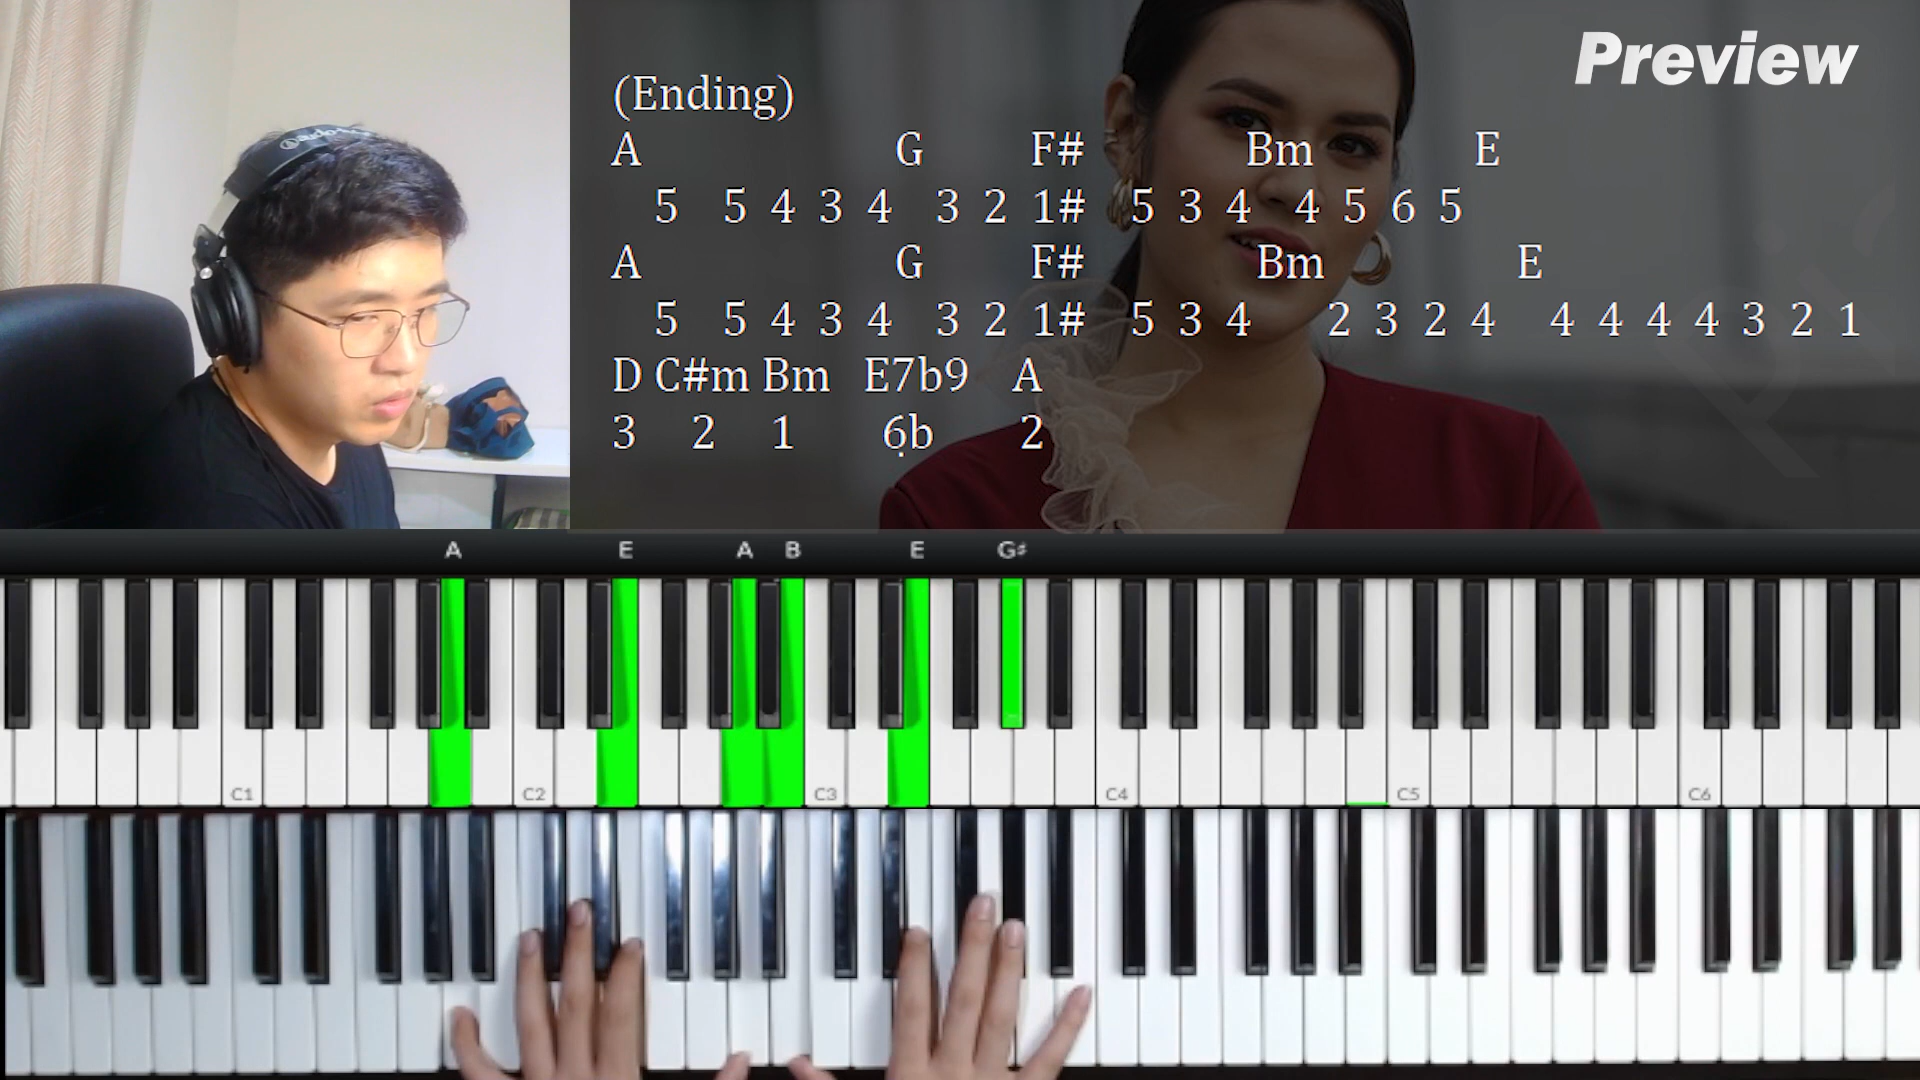 Preview
(Ending)
A G F# Bm E
5 5 4 3 4 3 2 1# 5 3 4 4 5 6 5
A G F# Bm E
5 5 4 3 4 3 2 1# 5 3 4 2 3 2 4 4 4 4 4 3 2 1
D C#m Bm E7b9 A
3 2 1 6̣b 2
A E A B E G♯
C1 C2 C3 C4 C5 C6